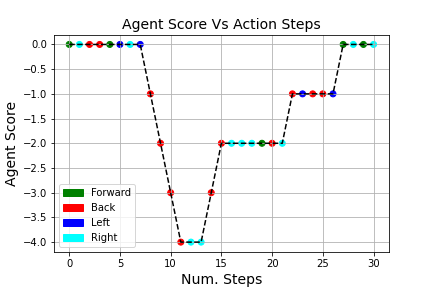 Agent Score Vs Action Steps
Agent Score
0.0
−0.5
−1.0
−1.5
−2.0
−2.5
−3.0
−3.5
−4.0
Forward
Back
Left
Right
0 5 10 15 20 25 30
Num. Steps